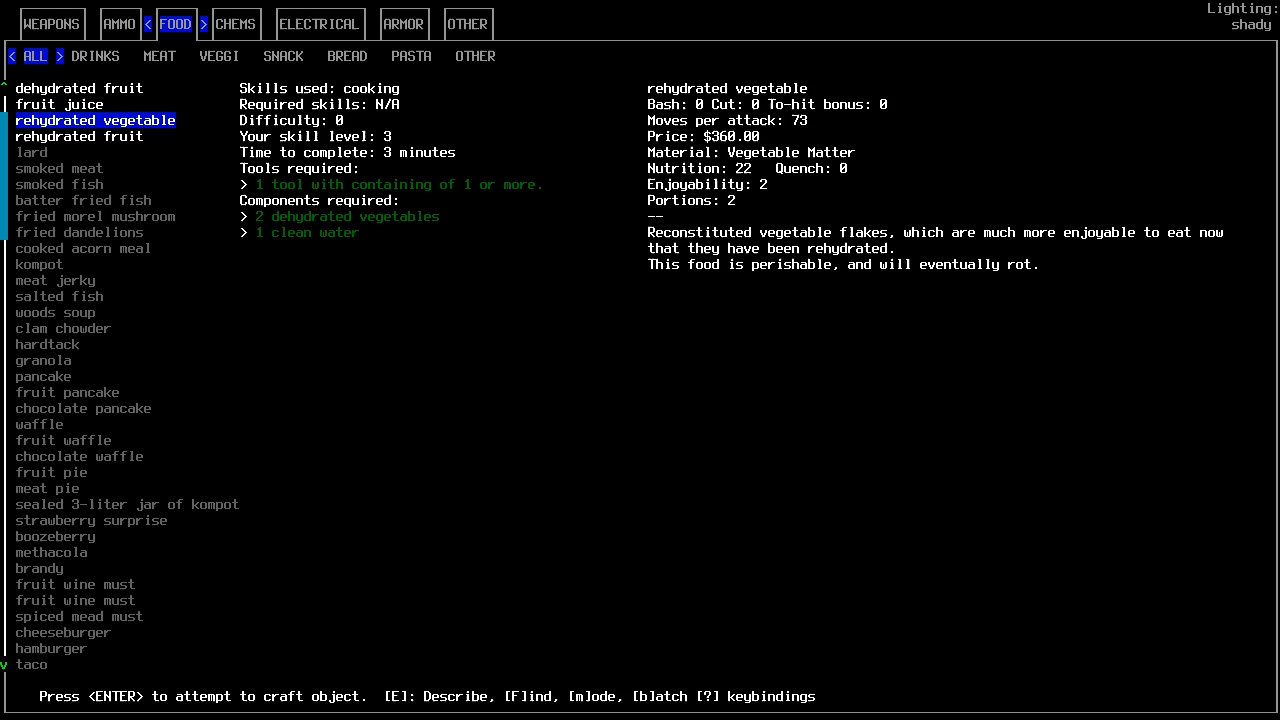 Lighting:
shady
WEAPONS AMMO < FOOD > CHEMS ELECTRICAL ARMOR OTHER
< ALL > DRINKS MEAT VEGGI SNACK BREAD PASTA OTHER
^ dehydrated fruit
fruit juice
rehydrated vegetable
rehydrated fruit
lard
smoked meat
smoked fish
batter fried fish
fried morel mushroom
fried dandelions
cooked acorn meal
kompot
meat jerky
salted fish
woods soup
clam chowder
hardtack
granola
pancake
fruit pancake
chocolate pancake
waffle
fruit waffle
chocolate waffle
fruit pie
meat pie
sealed 3-liter jar of kompot
strawberry surprise
boozeberry
methacola
brandy
fruit wine must
fruit wine must
spiced mead must
cheeseburger
hamburger
v taco
Skills used: cooking
Required skills: N/A
Difficulty: 0
Your skill level: 3
Time to complete: 3 minutes
Tools required:
> 1 tool with containing of 1 or more.
Components required:
> 2 dehydrated vegetables
> 1 clean water
rehydrated vegetable
Bash: 0 Cut: 0 To-hit bonus: 0
Moves per attack: 73
Price: $360.00
Material: Vegetable Matter
Nutrition: 22 Quench: 0
Enjoyability: 2
Portions: 2
--
Reconstituted vegetable flakes, which are much more enjoyable to eat now
that they have been rehydrated.
This food is perishable, and will eventually rot.
Press <ENTER> to attempt to craft object. [E]: Describe, [F]ind, [m]ode, [b]atch [?] keybindings